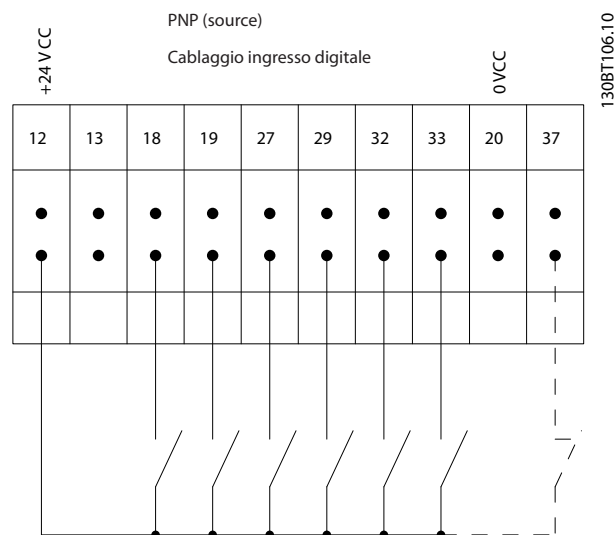 PNP (source)
Cablaggio ingresso digitale
+24 VCC
0 VCC
130BT106.10
12 13 18 19 27 29 32 33 20 37